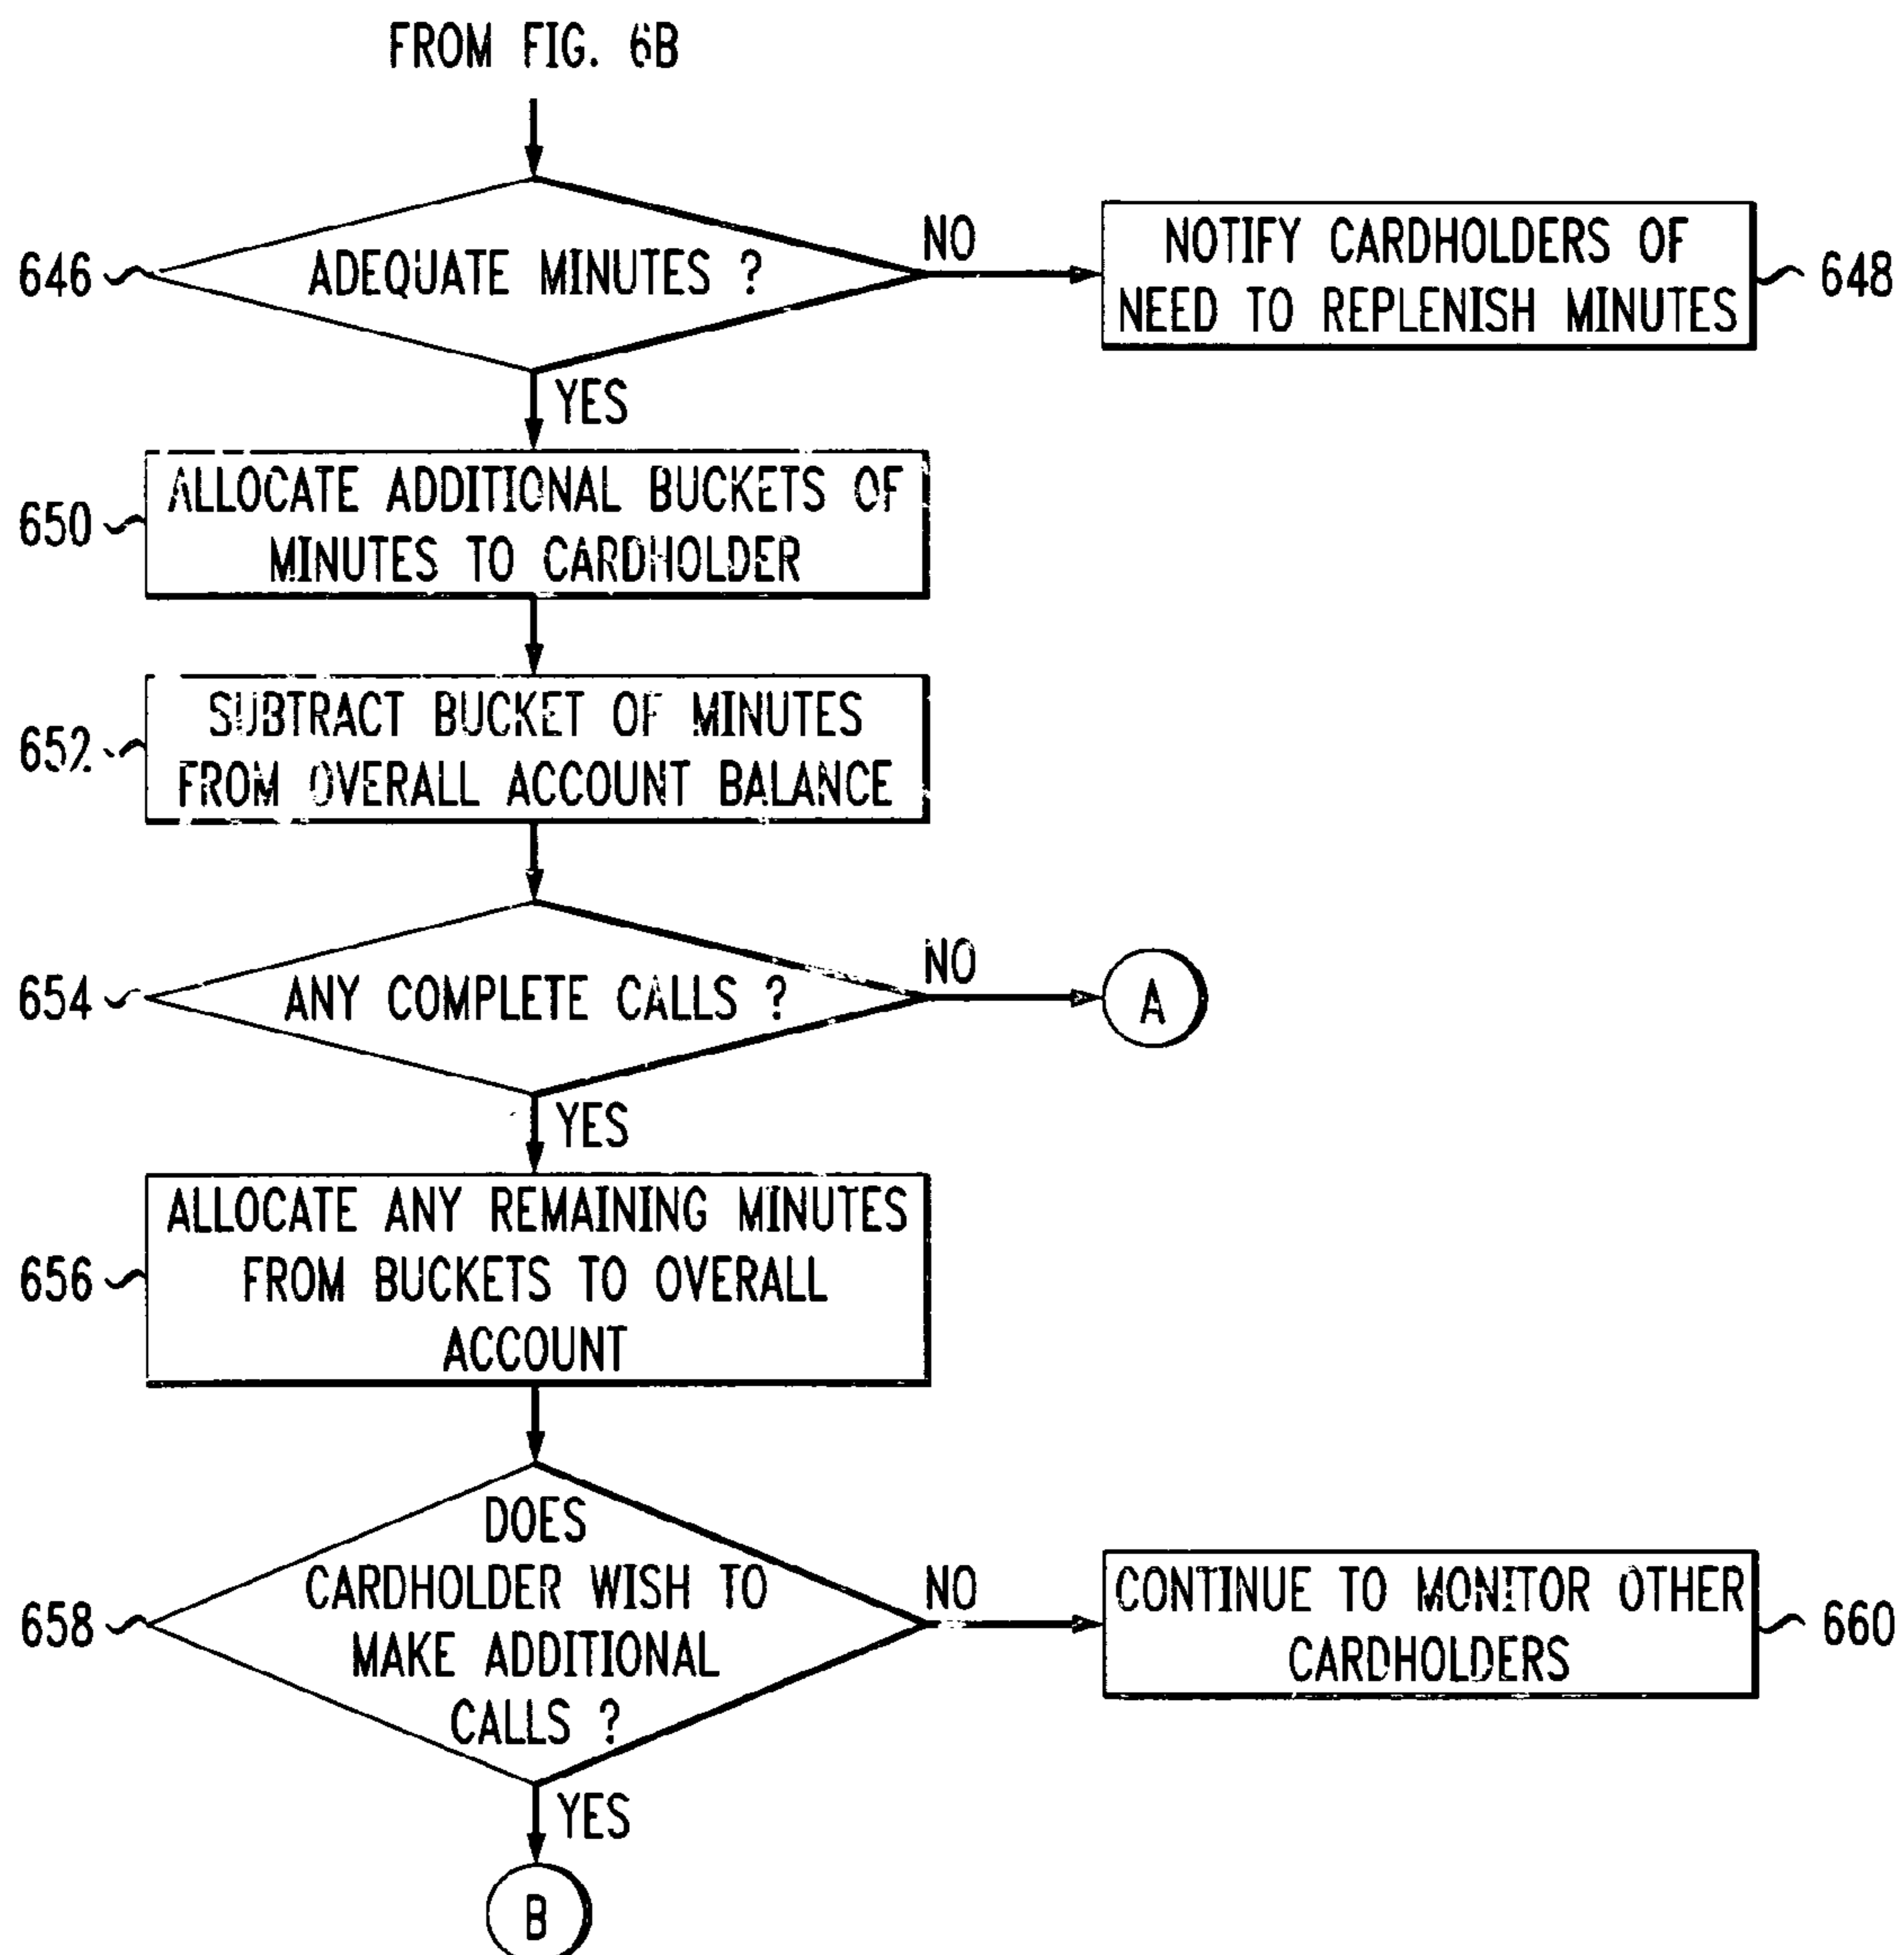 FROM FIG. 6B
646
ADEQUATE MINUTES ?
NO
NOTIFY CARDHOLDERS OF
NEED TO REPLENISH MINUTES
648
YES
650
ALLOCATE ADDITIONAL BUCKETS OF
MINUTES TO CARDHOLDER
652
SUBTRACT BUCKET OF MINUTES
FROM OVERALL ACCOUNT BALANCE
654
ANY COMPLETE CALLS ?
NO
A
YES
656
ALLOCATE ANY REMAINING MINUTES
FROM BUCKETS TO OVERALL
ACCOUNT
658
DOES
CARDHOLDER WISH TO
MAKE ADDITIONAL
CALLS ?
NO
CONTINUE TO MONITOR OTHER
CARDHOLDERS
660
YES
B